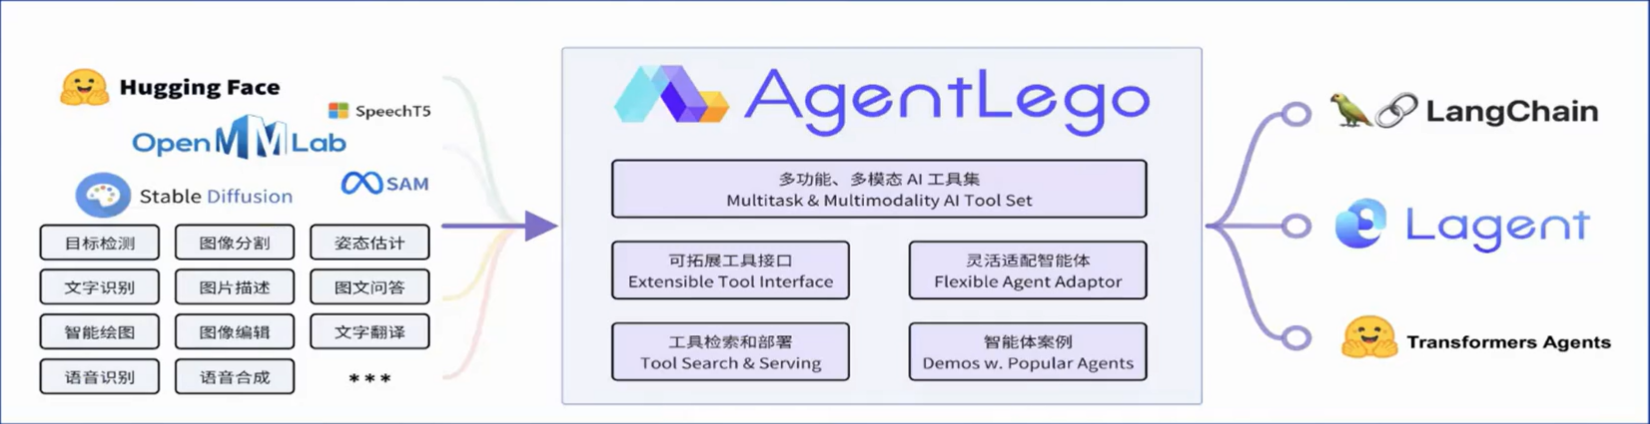 Hugging Face
SpeechT5
OpenMMLab
Stable Diffusion
SAM
目标检测
图像分割
姿态估计
文字识别
图片描述
图文问答
智能绘图
图像编辑
文字翻译
语音识别
语音合成
***
AgentLego
多功能、多模态 AI 工具集
Multitask & Multimodality AI Tool Set
可拓展工具接口
Extensible Tool Interface
灵活适配智能体
Flexible Agent Adaptor
工具检索和部署
Tool Search & Serving
智能体案例
Demos w. Popular Agents
LangChain
Lagent
Transformers Agents